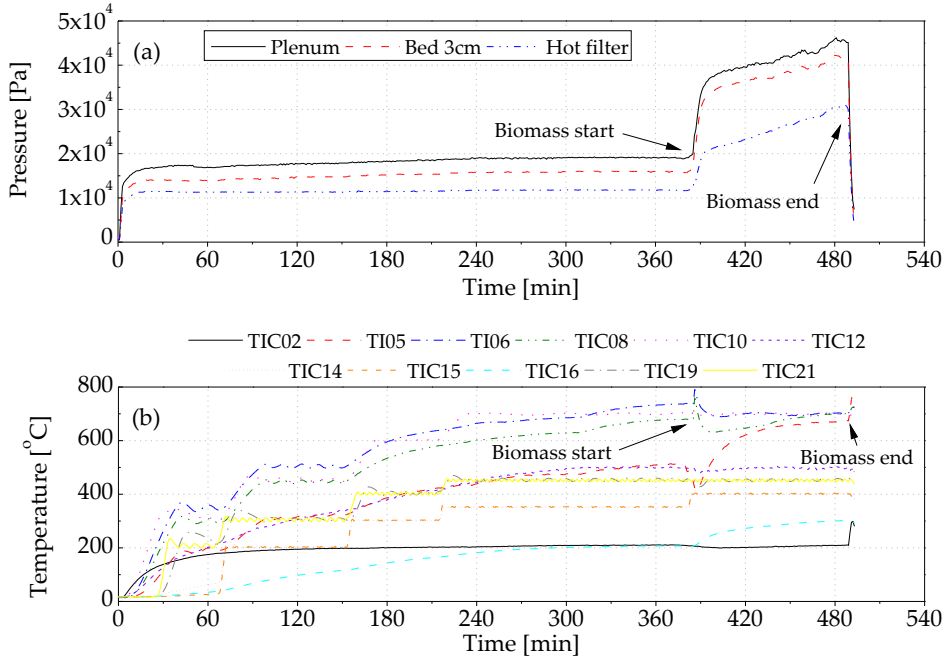 5x10⁴
4x10⁴
3x10⁴
2x10⁴
1x10⁴
0
Pressure [Pa]
(a)
Plenum Bed 3cm Hot filter
Biomass start
Biomass end
0 60 120 180 240 300 360 420 480 540
Time [min]
TIC02 TI05 TI06 TIC08 TIC10 TIC12
TIC14 TIC15 TIC16 TIC19 TIC21
800
600
400
200
0
Temperature [°C]
(b)
Biomass start
Biomass end
0 60 120 180 240 300 360 420 480 540
Time [min]